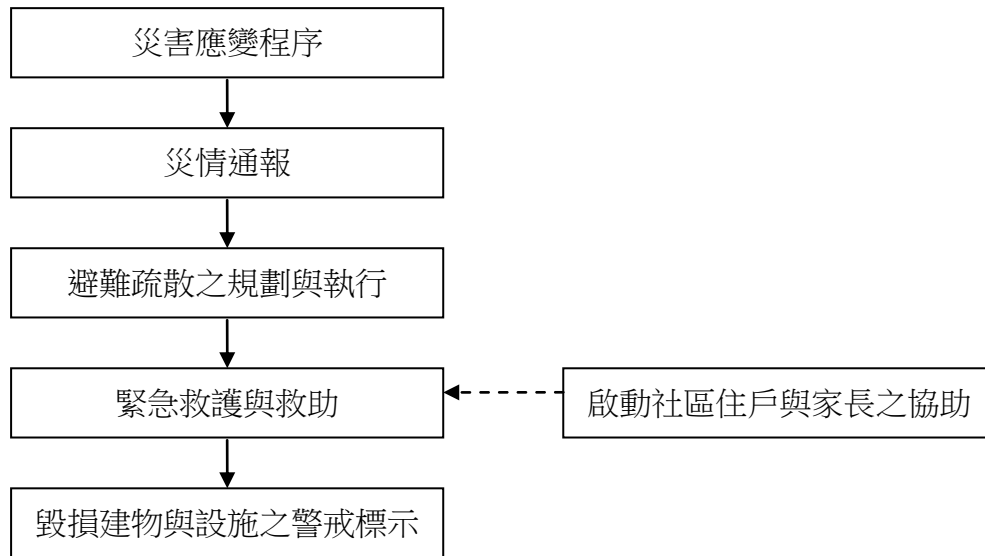 災害應變程序
災情通報
避難疏散之規劃與執行
緊急救護與救助
啟動社區住戶與家長之協助
毀損建物與設施之警戒標示